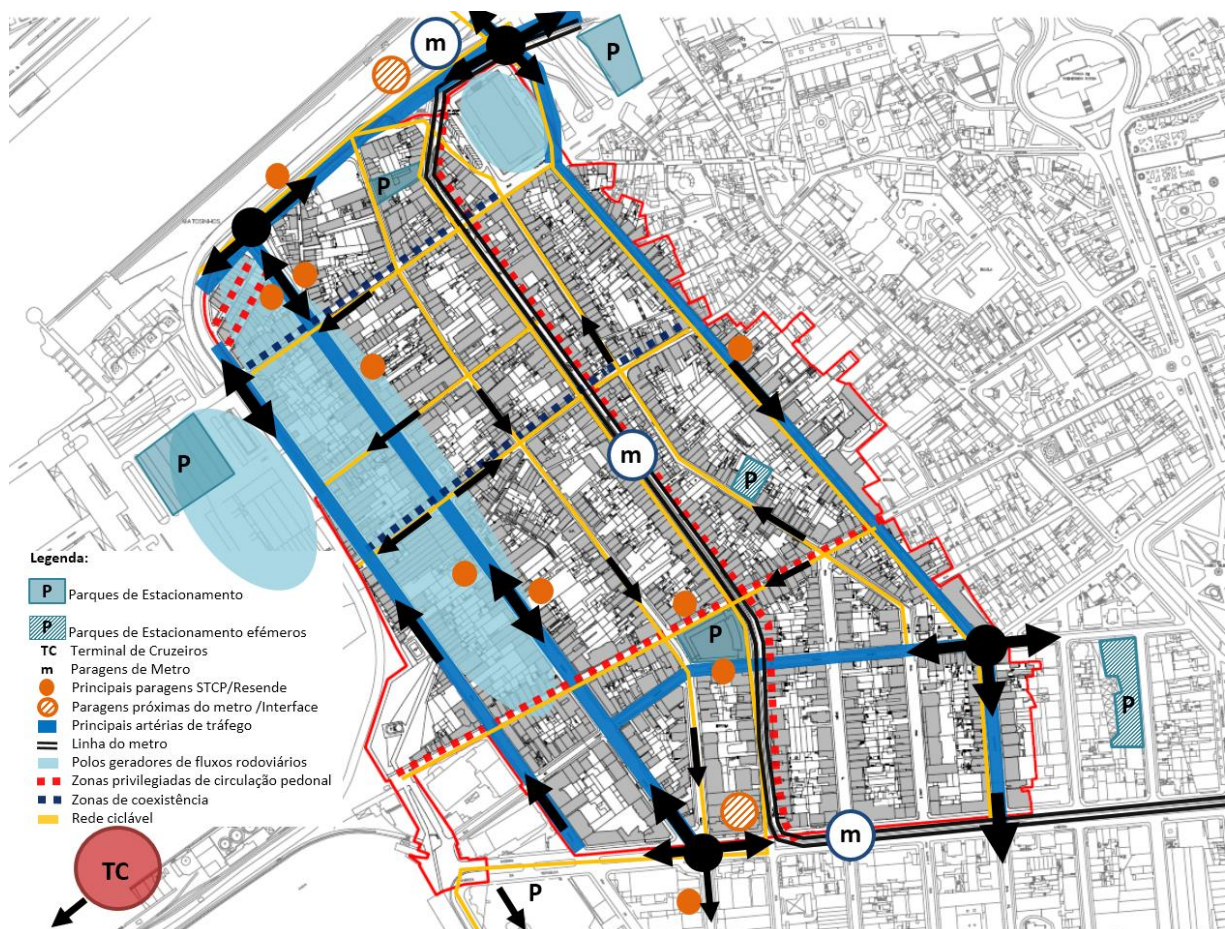 m
P
P
MATOSINHOS
m
P
P
P
P
m
P
TC
Legenda:
P Parques de Estacionamento
P Parques de Estacionamento efémeros
TC Terminal de Cruzeiros
m Paragens de Metro
Principais paragens STCP/Resende
Paragens próximas do metro /Interface
Principais artérias de tráfego
Linha do metro
Polos geradores de fluxos rodoviários
Zonas privilegiadas de circulação pedonal
Zonas de coexistência
Rede ciclável